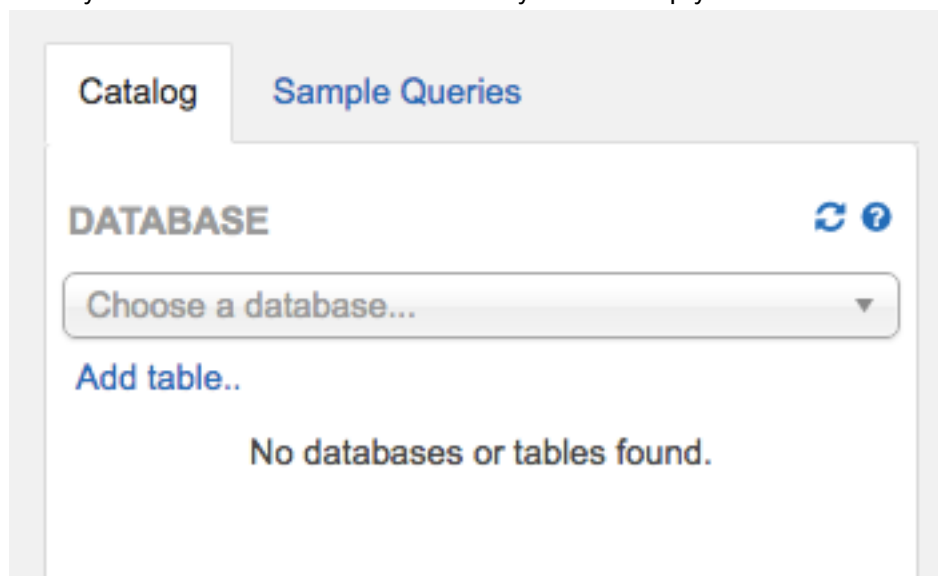 Catalog
Sample Queries
DATABASE
Choose a database...
Add table..
No databases or tables found.